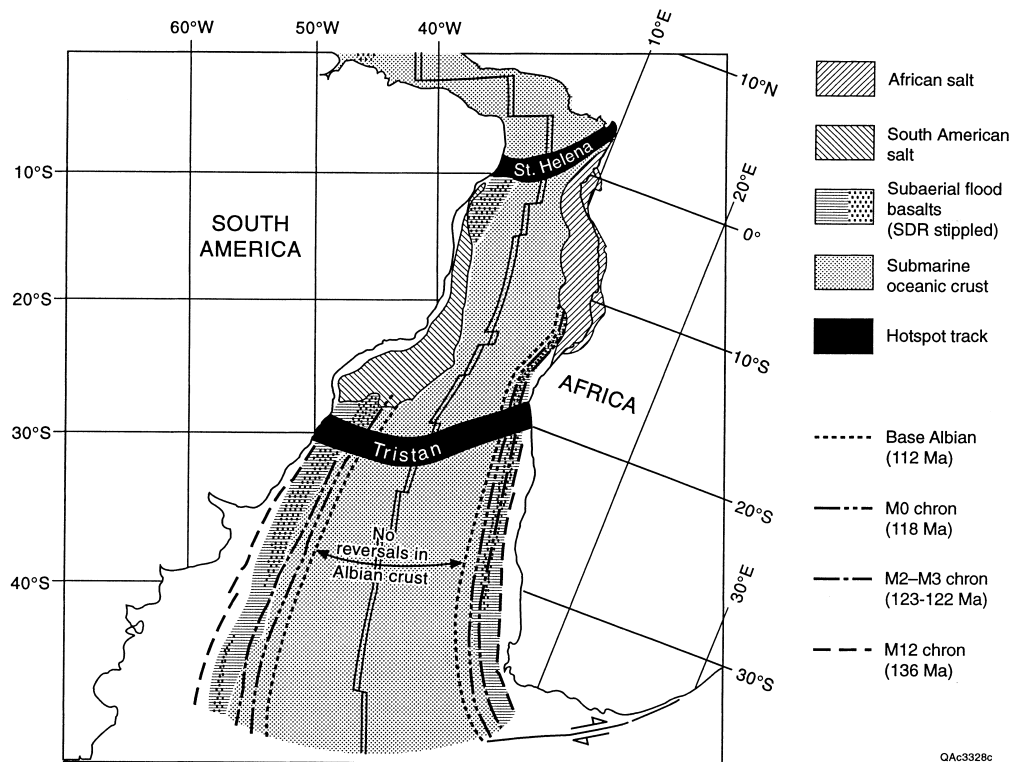 60°W
50°W
40°W
10°E
10°N
20°E
0°
10°S
20°S
30°S
40°S
10°S
20°S
30°E
30°S
SOUTH
AMERICA
AFRICA
St. Helena
Tristan
No
reversals in
Albian crust
African salt
South American
salt
Subaerial flood
basalts
(SDR stippled)
Submarine
oceanic crust
Hotspot track
Base Albian
(112 Ma)
M0 chron
(118 Ma)
M2–M3 chron
(123-122 Ma)
M12 chron
(136 Ma)
QAc3328c